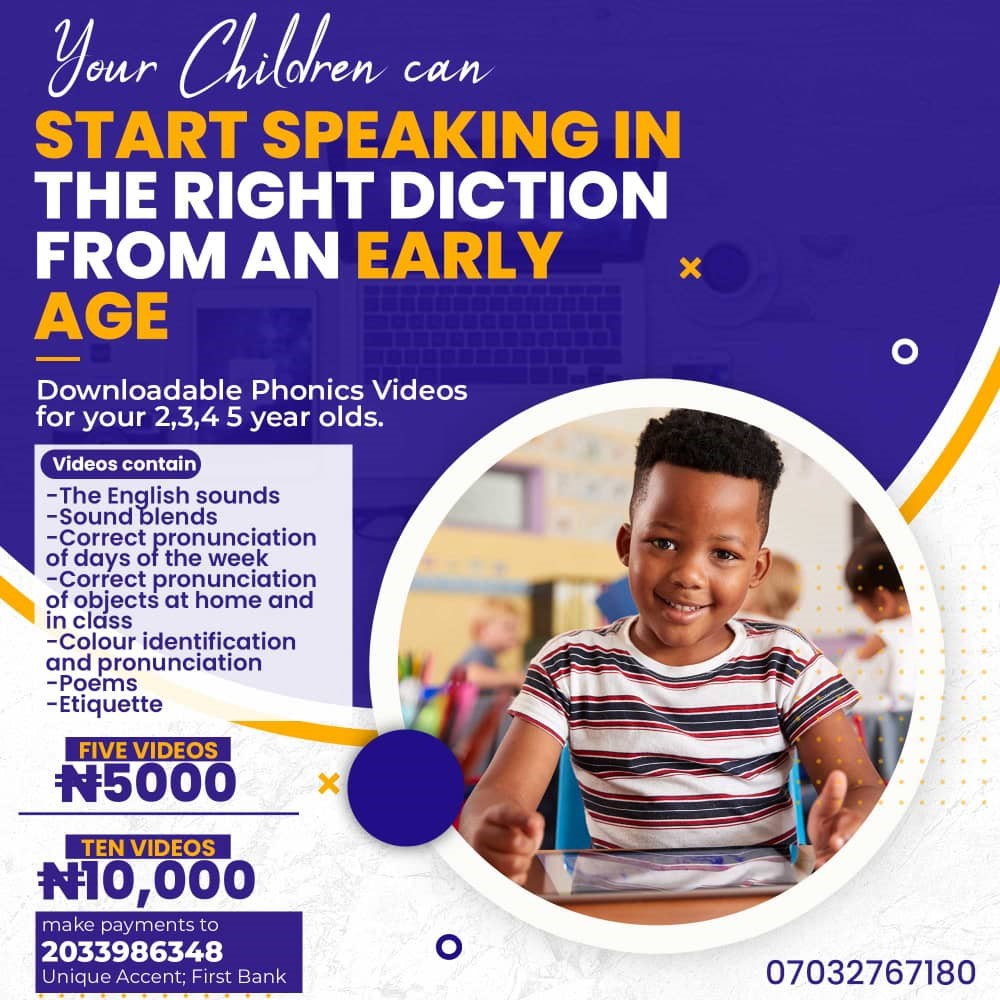 Your Children can
START SPEAKING IN
THE RIGHT DICTION
FROM AN EARLY
AGE
Downloadable Phonics Videos
for your 2,3,4 5 year olds.
Videos contain
-The English sounds
-Sound blends
-Correct pronunciation
of days of the week
-Correct pronunciation
of objects at home and
in class
-Colour identification
and pronunciation
-Poems
-Etiquette
FIVE VIDEOS
₦5000
TEN VIDEOS
₦10,000
make payments to
2033986348
Unique Accent; First Bank
07032767180